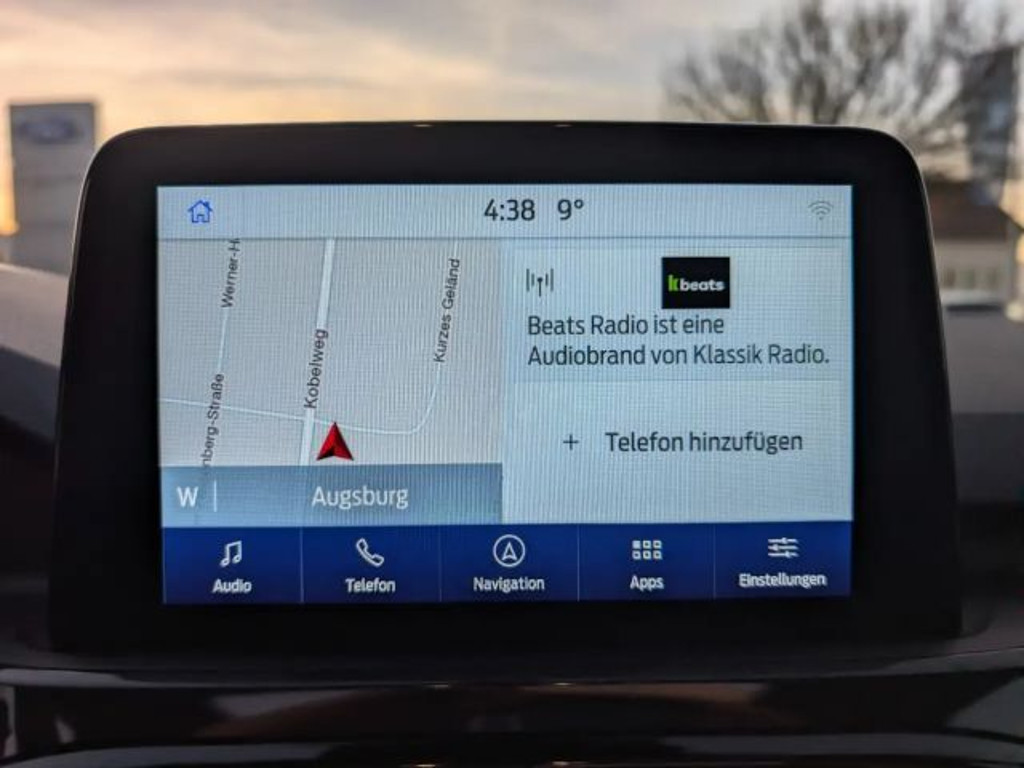 Ford
4:38 9°
Werner-H
Kobelweg
Kurzes Geländ
nberg-Straße
kbeats
Beats Radio ist eine
Audiobrand von Klassik Radio.
+ Telefon hinzufügen
W | Augsburg
Audio
Telefon
Navigation
Apps
Einstellungen